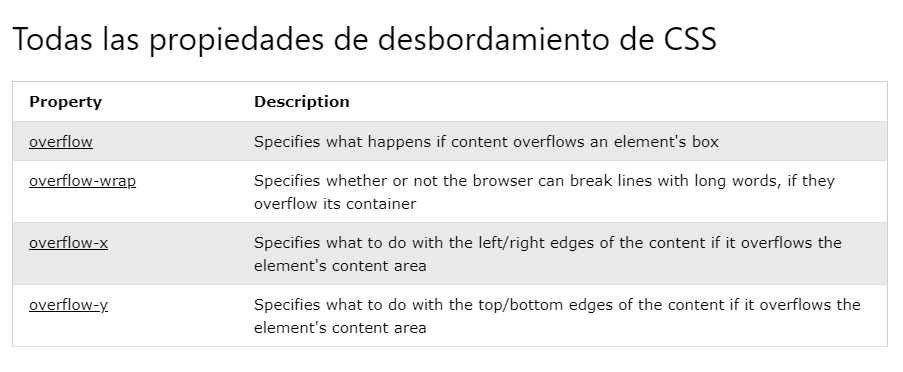 Todas las propiedades de desbordamiento de CSS
Property Description
overflow Specifies what happens if content overflows an element's box
overflow-wrap Specifies whether or not the browser can break lines with long words, if they
overflow its container
overflow-x Specifies what to do with the left/right edges of the content if it overflows the
element's content area
overflow-y Specifies what to do with the top/bottom edges of the content if it overflows the
element's content area